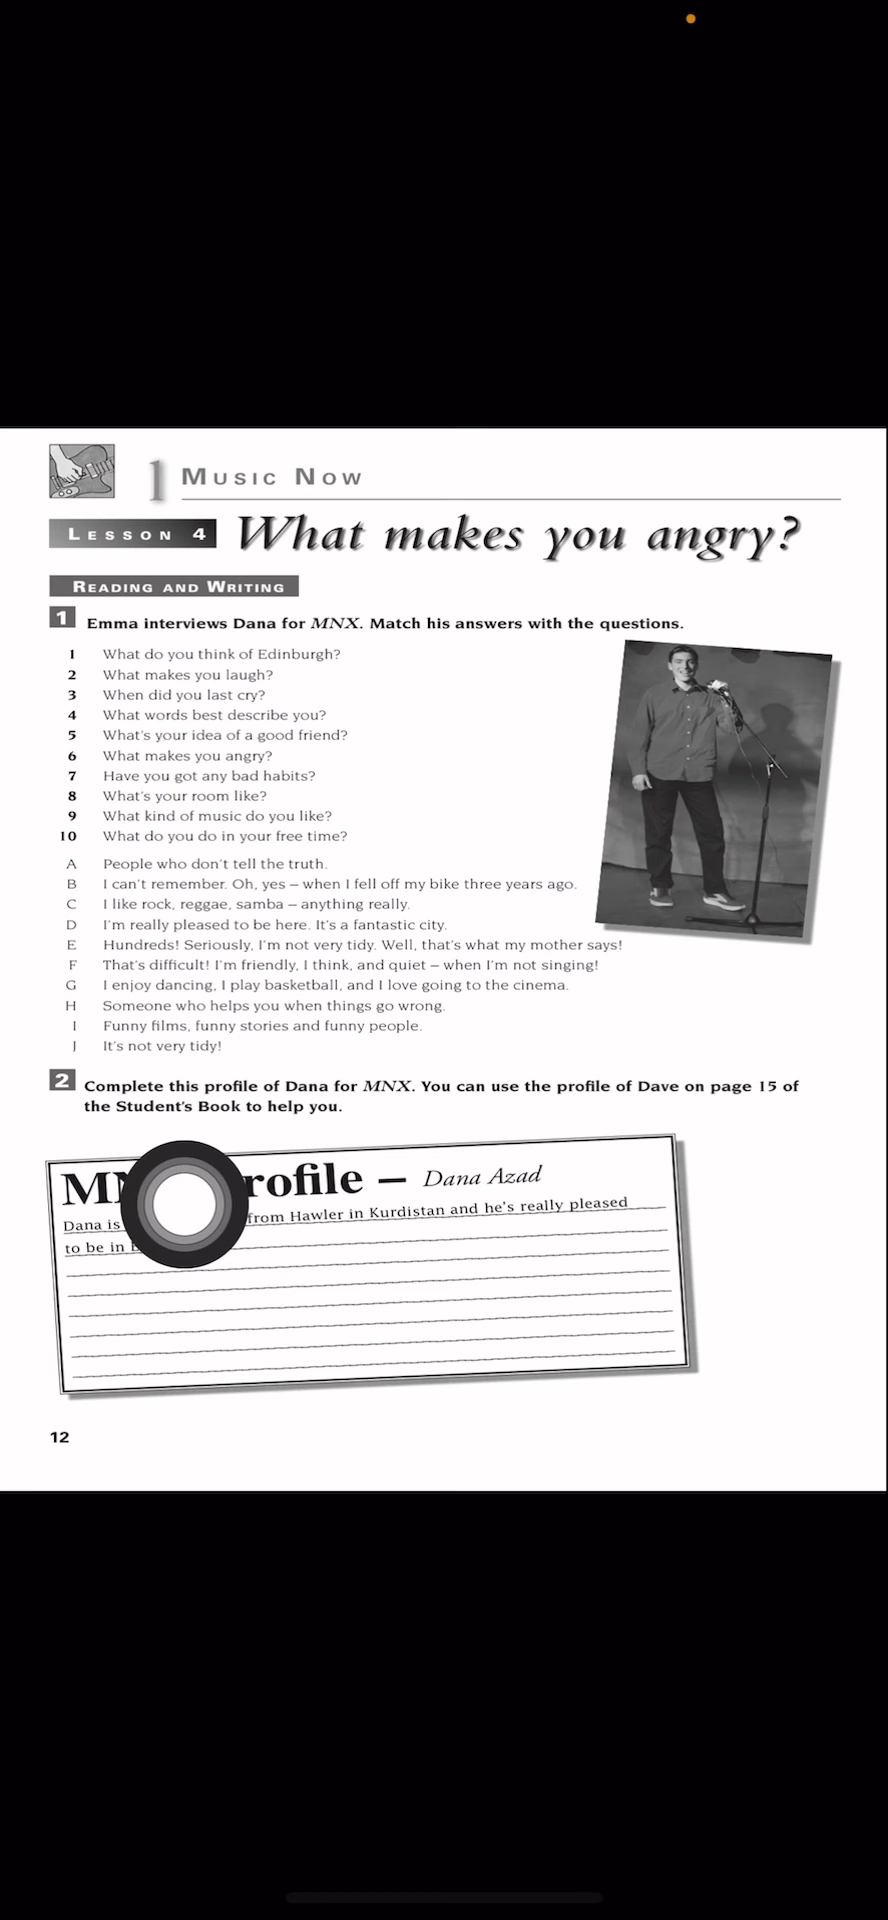 1 Music Now
Lesson 4 What makes you angry?
Reading and Writing
1 Emma interviews Dana for MNX. Match his answers with the questions.
1 What do you think of Edinburgh?
2 What makes you laugh?
3 When did you last cry?
4 What words best describe you?
5 What's your idea of a good friend?
6 What makes you angry?
7 Have you got any bad habits?
8 What's your room like?
9 What kind of music do you like?
10 What do you do in your free time?
A People who don't tell the truth.
B I can't remember. Oh, yes – when I fell off my bike three years ago.
C I like rock, reggae, samba – anything really.
D I'm really pleased to be here. It's a fantastic city.
E Hundreds! Seriously, I'm not very tidy. Well, that's what my mother says!
F That's difficult! I'm friendly, I think, and quiet – when I'm not singing!
G I enjoy dancing, I play basketball, and I love going to the cinema.
H Someone who helps you when things go wrong.
I Funny films, funny stories and funny people.
J It's not very tidy!
2 Complete this profile of Dana for MNX. You can use the profile of Dave on page 15 of
the Student's Book to help you.
– Dana Azad
Dana is from Hawler in Kurdistan and he's really pleased
to be in
12